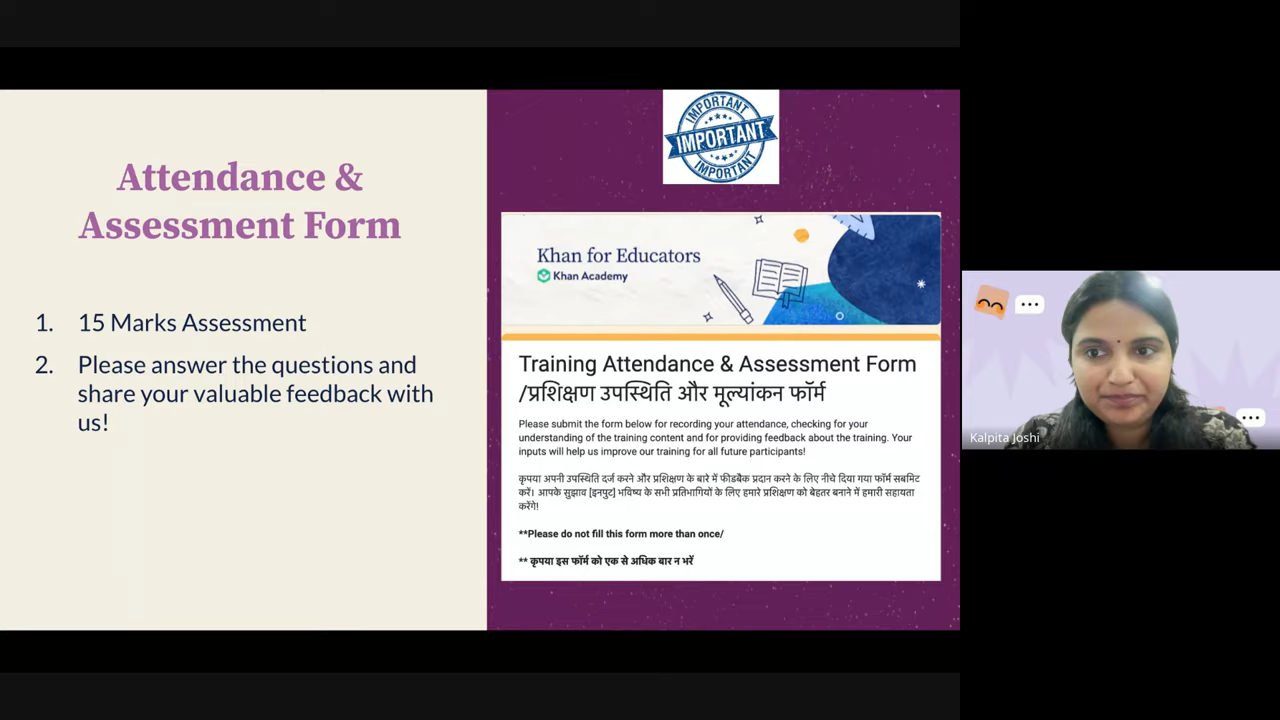 Attendance &
Assessment Form
1. 15 Marks Assessment
2. Please answer the questions and
share your valuable feedback with
us!
IMPORTANT
IMPORTANT
IMPORTANT
Khan for Educators
Khan Academy
Training Attendance & Assessment Form
/प्रशिक्षण उपस्थिति और मूल्यांकन फॉर्म
Please submit the form below for recording your attendance, checking for your
understanding of the training content and for providing feedback about the training. Your
inputs will help us improve our training for all future participants!
कृपया अपनी उपस्थिति दर्ज करने और प्रशिक्षण के बारे में फीडबैक प्रदान करने के लिए नीचे दिया गया फॉर्म सबमिट
करें। आपके सुझाव [इनपुट] भविष्य के सभी प्रतिभागियों के लिए हमारे प्रशिक्षण को बेहतर बनाने में हमारी सहायता
करेंगे!
**Please do not fill this form more than once/
** कृपया इस फॉर्म को एक से अधिक बार न भरें
Kalpita Joshi